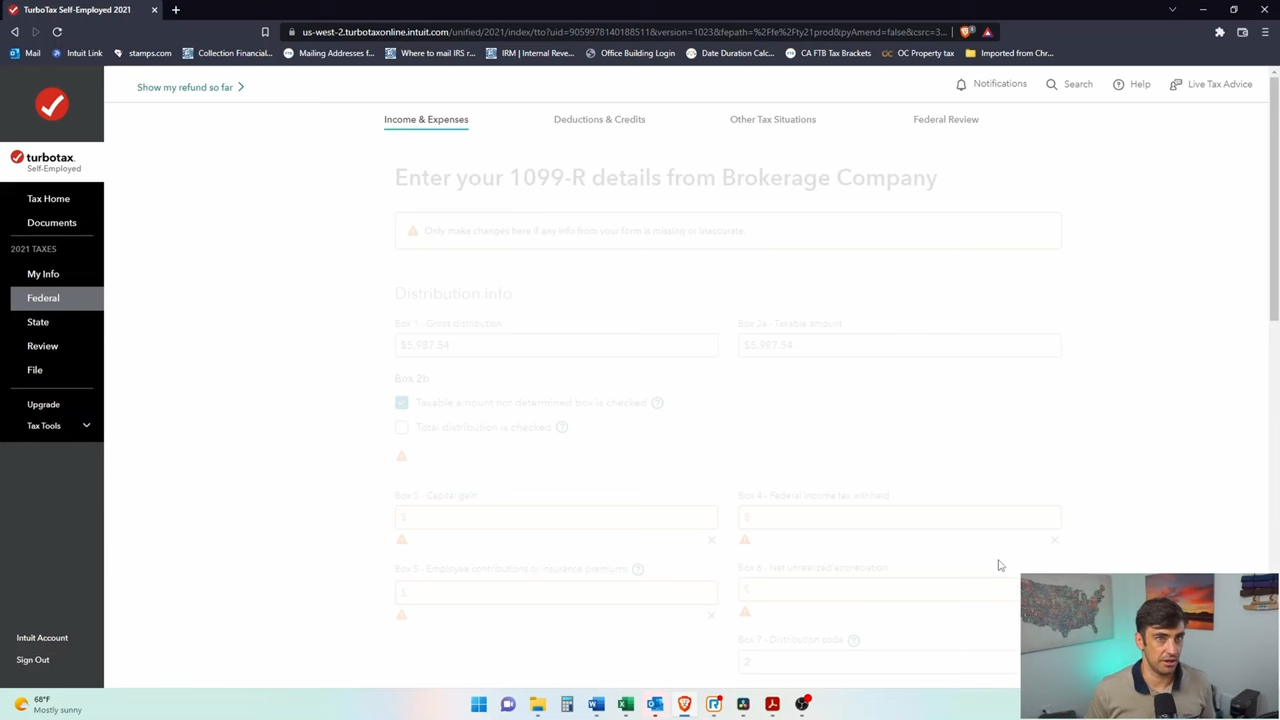 TurboTax Self-Employed 2021
us-west-2.turbotaxonline.intuit.com/unified/2021/index/tto?uid=9059978140188511&version=1023&fepath=%2Ffe%2Fty21prod&pyAmend=false&csrc=3...
Mail
Intuit Link
stamps.com
Collection Financial...
Mailing Addresses f...
Where to mail IRS r...
IRM | Internal Reve...
Office Building Login
Date Duration Calc...
CA FTB Tax Brackets
OC Property tax
Imported from Chr...
Show my refund so far
Notifications
Search
Help
Live Tax Advice
turbotax
Self-Employed
Tax Home
Documents
2021 TAXES
My Info
Federal
State
Review
File
Upgrade
Tax Tools
Intuit Account
Sign Out
Income & Expenses
Deductions & Credits
Other Tax Situations
Federal Review
Enter your 1099-R details from Brokerage Company
Only make changes here if any info from your form is missing or inaccurate.
Distribution info
Box 1 - Gross distribution
Box 2a - Taxable amount
$5,987.54
$5,987.54
Box 2b
Taxable amount not determined box is checked
Total distribution is checked
Box 3 - Capital gain
Box 4 - Federal income tax withheld
$
$
Box 5 - Employee contributions or insurance premiums
Box 6 - Net unrealized appreciation
$
$
Box 7 - Distribution code
2
68°F
Mostly sunny